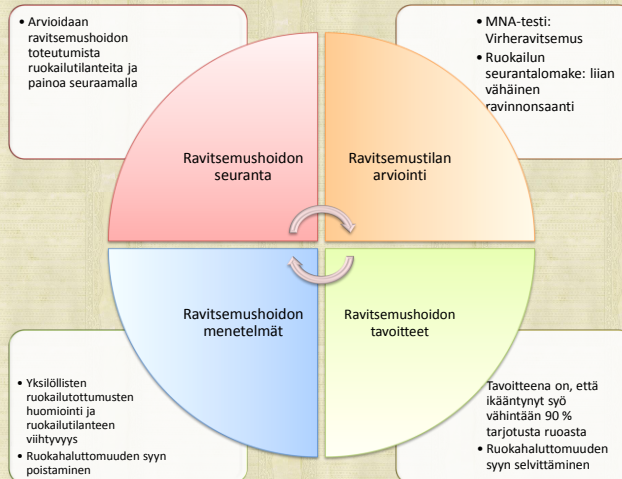 • Arvioidaan
ravitsemushoidon
toteutumista
ruokailutilanteita ja
painoa seuraamalla
• MNA-testi:
Virheravitsemus
• Ruokailun
seurantalomake: liian
vähäinen
ravinnonsaanti
Ravitsemushoidon
seuranta
Ravitsemustilan
arviointi
Ravitsemushoidon
menetelmät
Ravitsemushoidon
tavoitteet
• Yksilöllisten
ruokailutottumusten
huomiointi ja
ruokailutilanteen
viihtyvyys
• Ruokahaluttomuuden syyn
poistaminen
Tavoitteena on, että
ikääntynyt syö
vähintään 90 %
tarjotusta ruoasta
• Ruokahaluttomuuden
syyn selvittäminen